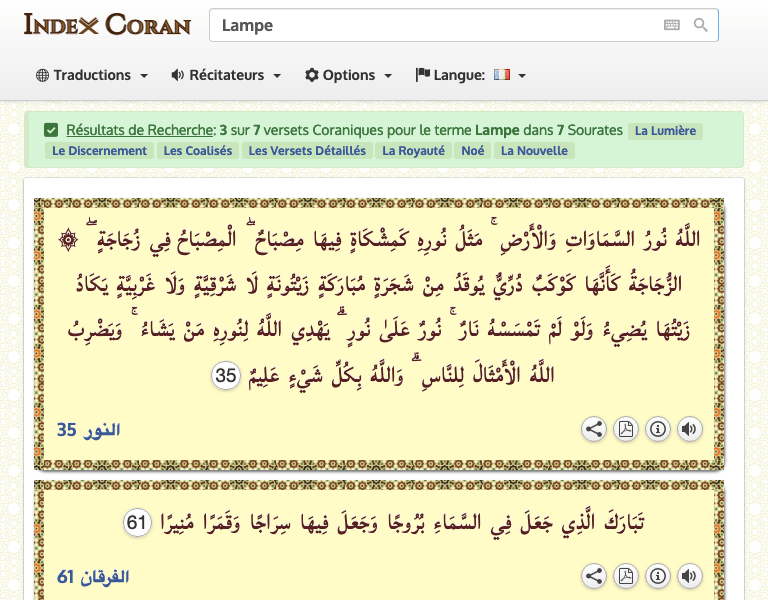 INDEX CORAN
Lampe
Traductions Récitateurs Options Langue:
Résultats de Recherche: 3 sur 7 versets Coraniques pour le terme Lampe dans 7 Sourates La Lumière
Le Discernement Les Coalisés Les Versets Détaillés La Royauté Noé La Nouvelle
اللَّهُ نُورُ السَّمَاوَاتِ وَالْأَرْضِ ۚ مَثَلُ نُورِهِ كَمِشْكَاةٍ فِيهَا مِصْبَاحٌ ۖ الْمِصْبَاحُ فِي زُجَاجَةٍ ۖ ۞
الزُّجَاجَةُ كَأَنَّهَا كَوْكَبٌ دُرِّيٌّ يُوقَدُ مِنْ شَجَرَةٍ مُبَارَكَةٍ زَيْتُونَةٍ لَا شَرْقِيَّةٍ وَلَا غَرْبِيَّةٍ يَكَادُ
زَيْتُهَا يُضِيءُ وَلَوْ لَمْ تَمْسَسْهُ نَارٌ ۚ نُورٌ عَلَىٰ نُورٍ ۗ يَهْدِي اللَّهُ لِنُورِهِ مَنْ يَشَاءُ ۚ وَيَضْرِبُ
اللَّهُ الْأَمْثَالَ لِلنَّاسِ ۗ وَاللَّهُ بِكُلِّ شَيْءٍ عَلِيمٌ 35
النور 35
تَبَارَكَ الَّذِي جَعَلَ فِي السَّمَاءِ بُرُوجًا وَجَعَلَ فِيهَا سِرَاجًا وَقَمَرًا مُنِيرًا 61
الفرقان 61